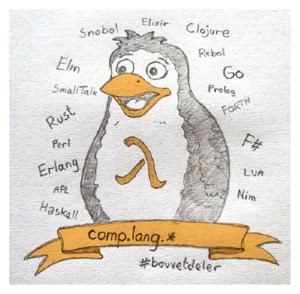 Elixir
Snobol
Clojure
Rebol
Elm
Go
SmallTalk
Prolog
FORTH
Rust
F#
Perl
Erlang
LUA
APL
Nim
Haskell
λ
comp.lang.*
#bouvetdeler